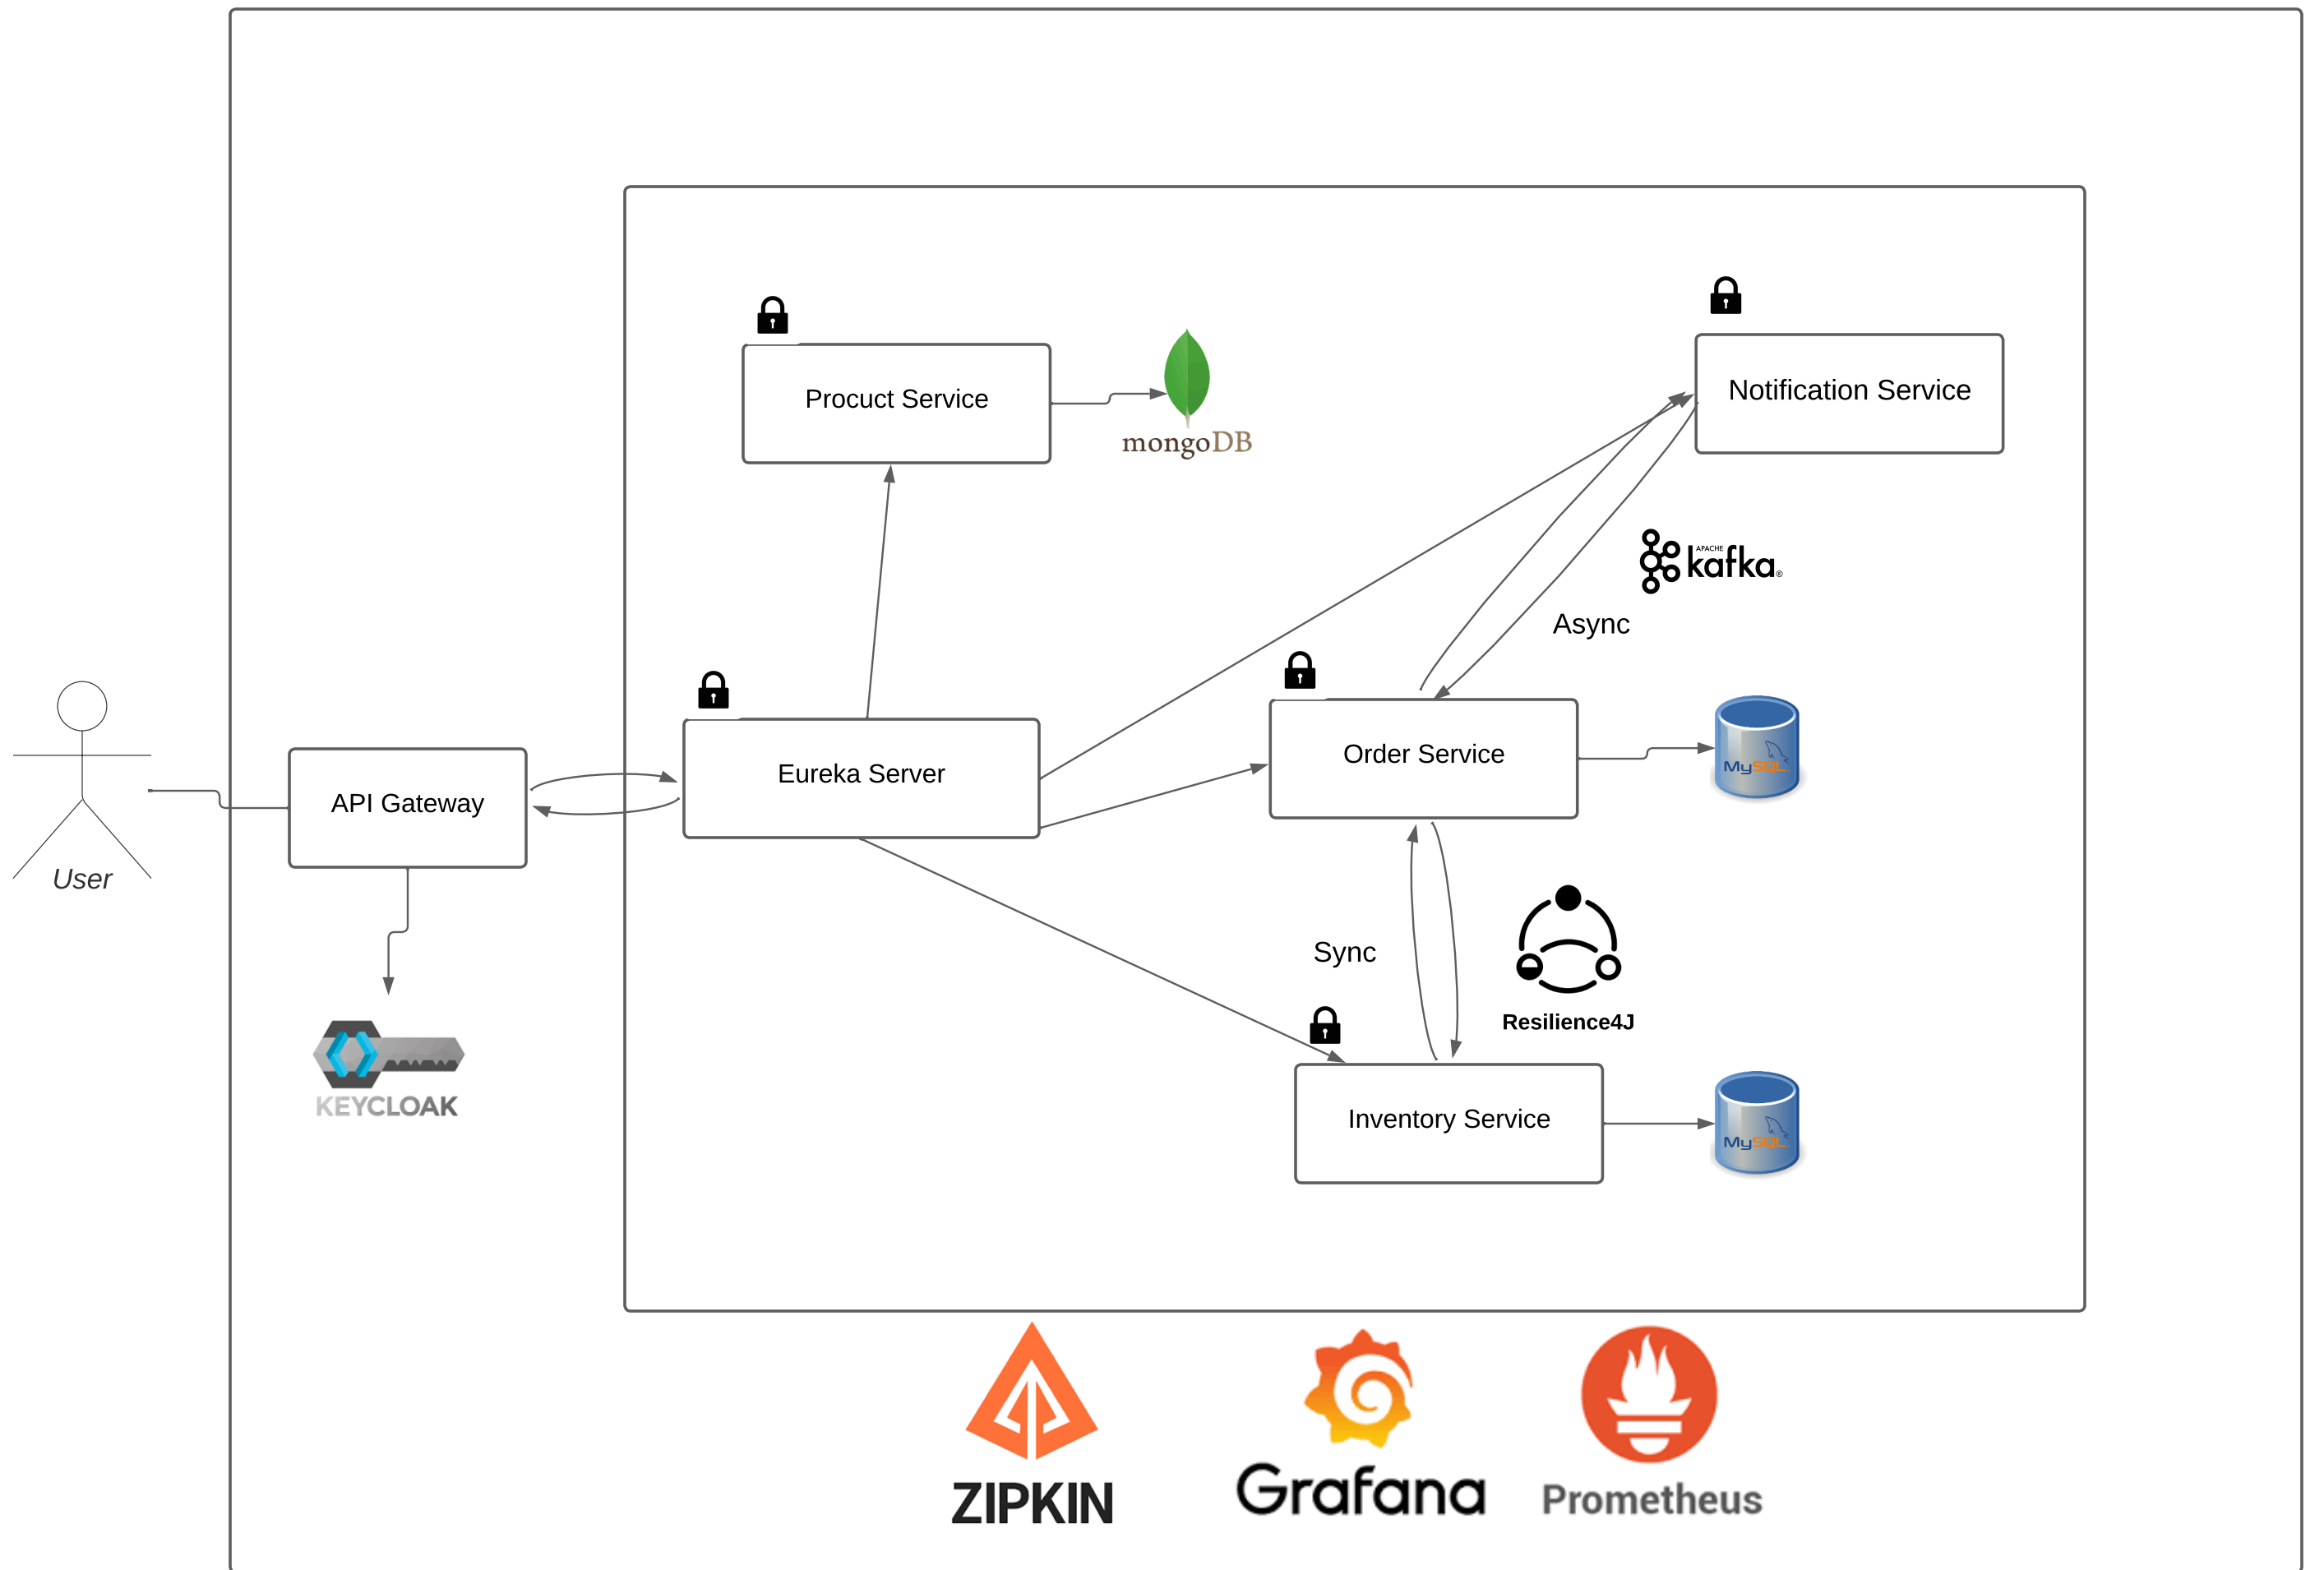 Procuct Service
mongoDB
Notification Service
APACHE
kafka®
Async
User
API Gateway
Eureka Server
Order Service
MySQL
KEYCLOAK
Sync
Resilience4J
Inventory Service
MySQL
ZIPKIN
Grafana
Prometheus